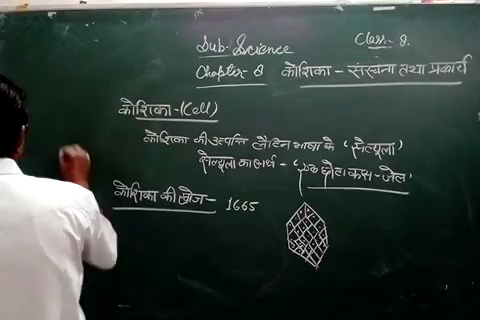 Sub- Science
Class- 8.
Chapter- 8 कोशिका - संरचना तथा प्रकार्य
कोशिका - (Cell)
कोशिका की उत्पत्ति लैटिन भाषा के 'सेल्यूला'
सेल्यूला का अर्थ - 'एक छोटा कक्ष - जेल'
कोशिका की खोज - 1665